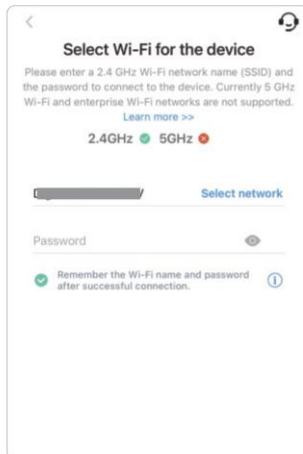 Select Wi-Fi for the device
Please enter a 2.4 GHz Wi-Fi network name (SSID) and
the password to connect to the device. Currently 5 GHz
Wi-Fi and enterprise Wi-Fi networks are not supported.
Learn more >>
2.4GHz 5GHz
Select network
Password
Remember the Wi-Fi name and password
after successful connection.